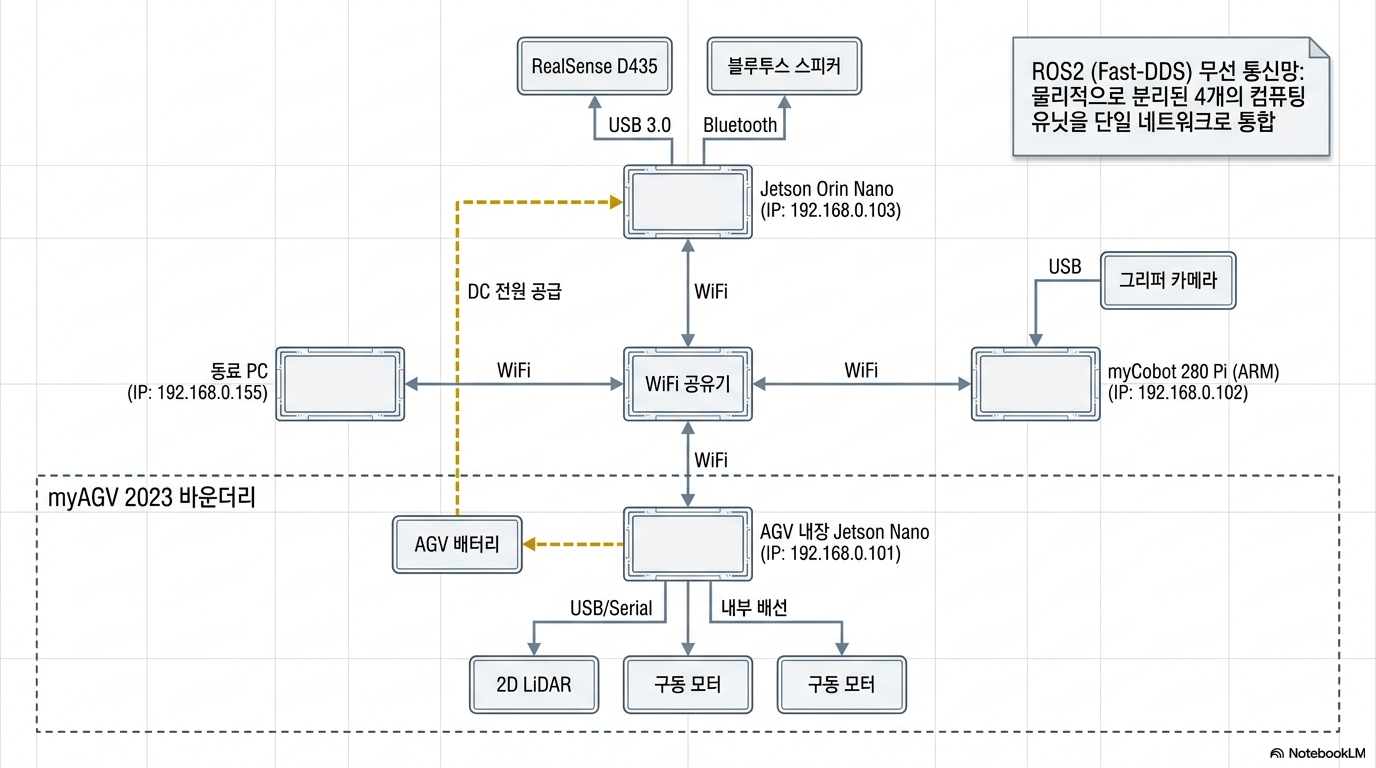 RealSense D435
블루투스 스피커
ROS2 (Fast-DDS) 무선 통신망:
물리적으로 분리된 4개의 컴퓨팅
유닛을 단일 네트워크로 통합
USB 3.0
Bluetooth
Jetson Orin Nano
(IP: 192.168.0.103)
DC 전원 공급
WiFi
USB
그리퍼 카메라
동료 PC
(IP: 192.168.0.155)
WiFi
WiFi 공유기
WiFi
myCobot 280 Pi (ARM)
(IP: 192.168.0.102)
WiFi
myAGV 2023 바운더리
AGV 배터리
AGV 내장 Jetson Nano
(IP: 192.168.0.101)
USB/Serial
내부 배선
2D LiDAR
구동 모터
구동 모터
NotebookLM